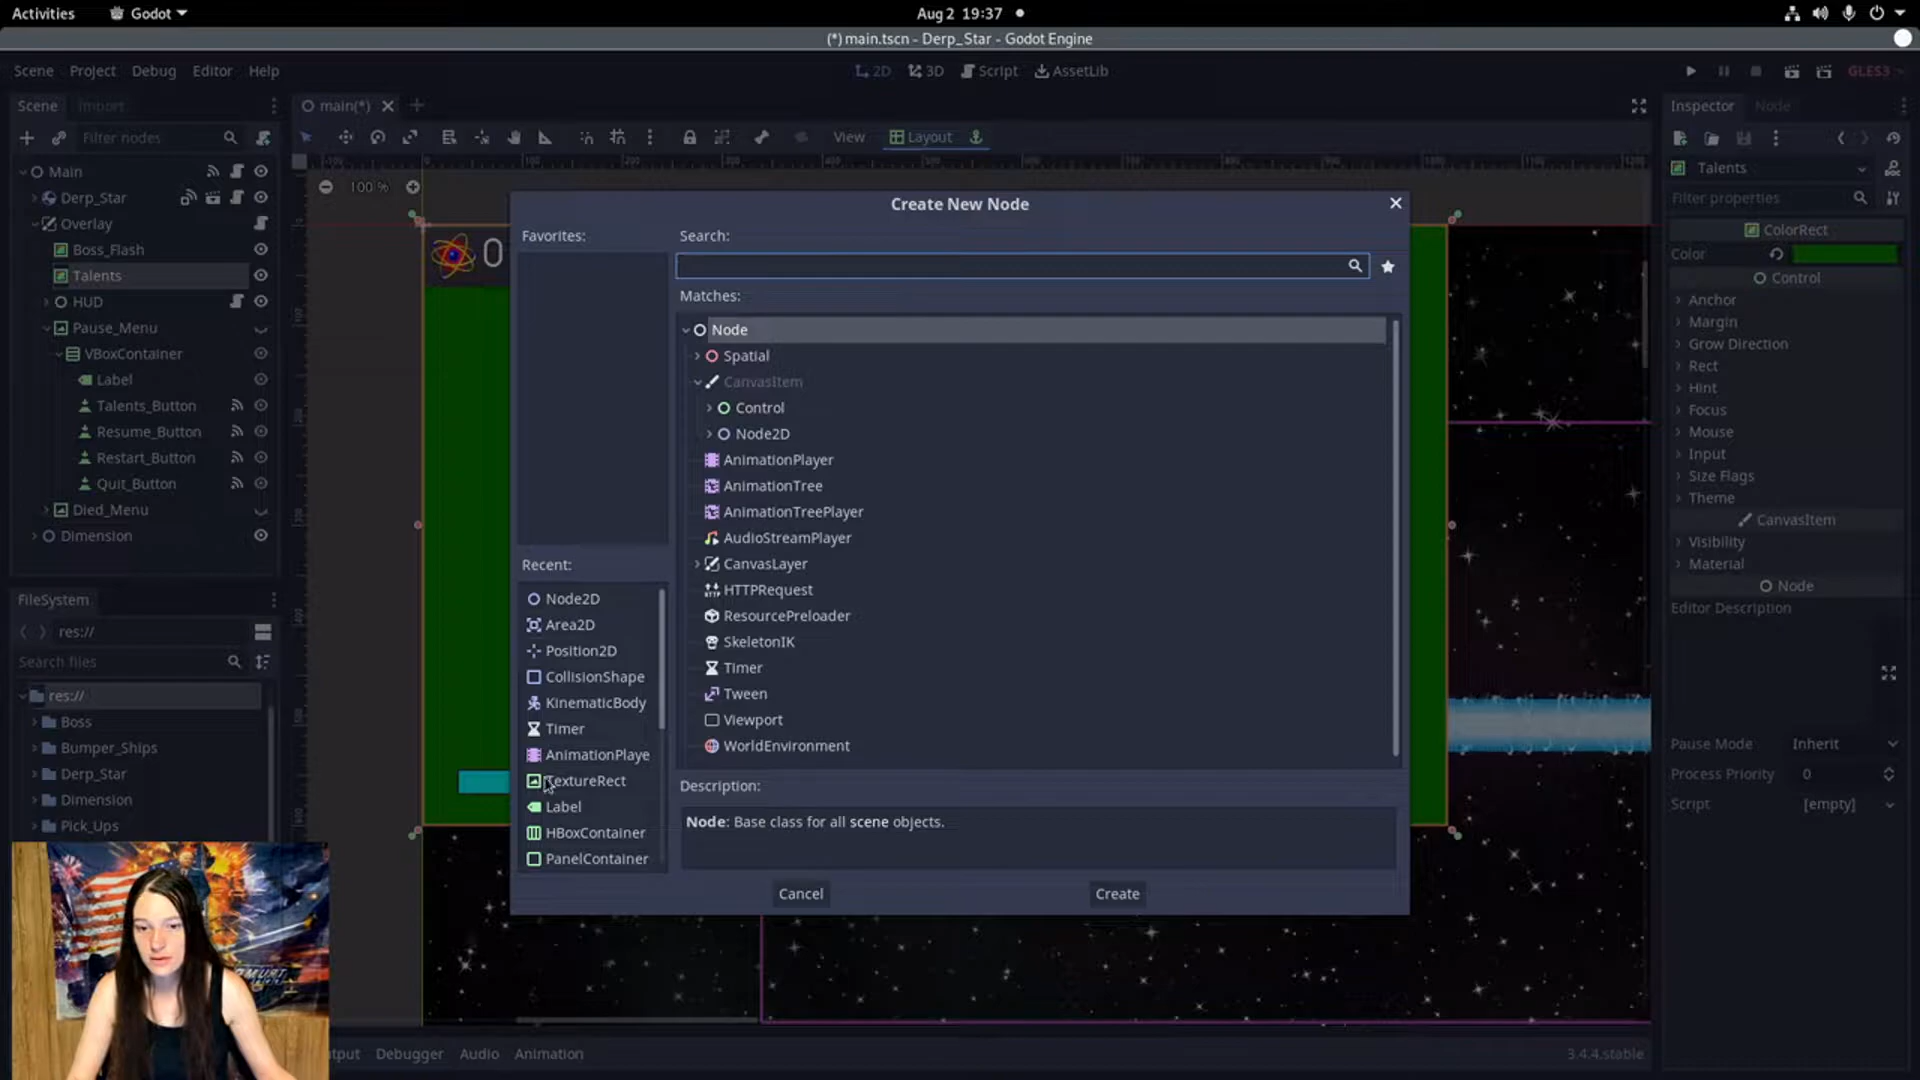 Activities
Godot
Aug 2 19:37
(*) main.tscn - Derp_Star - Godot Engine
Scene Project Debug Editor Help
2D 3D Script AssetLib
GLES3
Scene Import
main(*)
Inspector Node
Filter nodes
View Layout
Main
Derp_Star
Overlay
Boss_Flash
Talents
HUD
Pause_Menu
VBoxContainer
Label
Talents_Button
Resume_Button
Restart_Button
Quit_Button
Died_Menu
Dimension
FileSystem
res://
Search files
res://
Boss
Bumper_Ships
Derp_Star
Dimension
Pick_Ups
100 %
0
Create New Node
Favorites:
Recent:
Node2D
Area2D
Position2D
CollisionShape
KinematicBody
Timer
AnimationPlaye
TextureRect
Label
HBoxContainer
PanelContainer
Search:
Matches:
Node
Spatial
CanvasItem
Control
Node2D
AnimationPlayer
AnimationTree
AnimationTreePlayer
AudioStreamPlayer
CanvasLayer
HTTPRequest
ResourcePreloader
SkeletonIK
Timer
Tween
Viewport
WorldEnvironment
Description:
Node: Base class for all scene objects.
Cancel Create
Talents
Filter properties
ColorRect
Color
Control
Anchor
Margin
Grow Direction
Rect
Hint
Focus
Mouse
Input
Size Flags
Theme
CanvasItem
Visibility
Material
Node
Editor Description
Pause Mode Inherit
Process Priority 0
Script [empty]
tput Debugger Audio Animation
3.4.4.stable